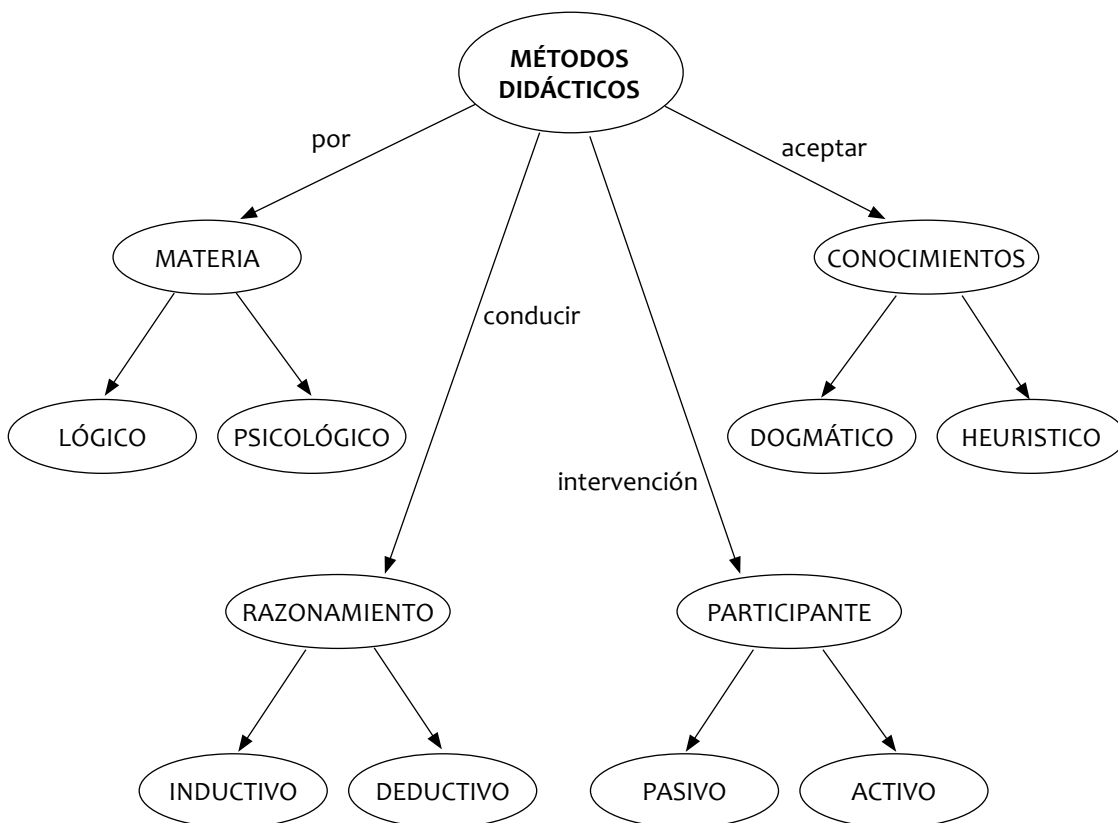 MÉTODOS
DIDÁCTICOS
por
aceptar
MATERIA
CONOCIMIENTOS
conducir
LÓGICO
PSICOLÓGICO
DOGMÁTICO
HEURISTICO
intervención
RAZONAMIENTO
PARTICIPANTE
INDUCTIVO
DEDUCTIVO
PASIVO
ACTIVO